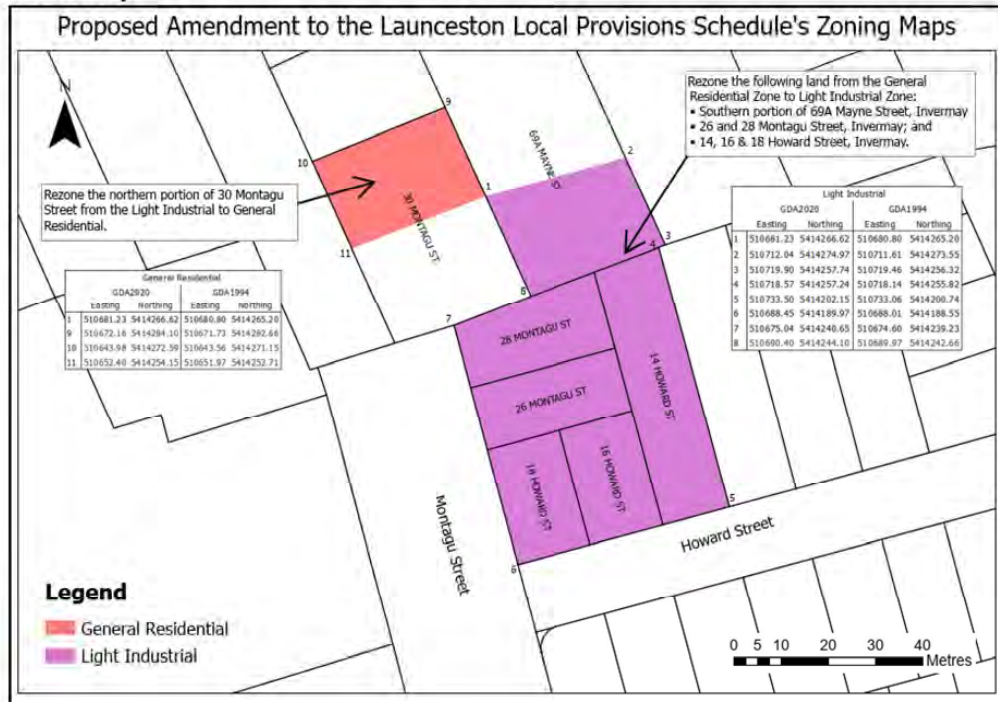 Proposed Amendment to the Launceston Local Provisions Schedule's Zoning Maps
N
Rezone the following land from the General
Residential Zone to Light Industrial Zone:
• Southern portion of 69A Mayne Street, Invermay
• 26 and 28 Montagu Street, Invermay; and
• 14, 16 & 18 Howard Street, Invermay.
Rezone the northern portion of 30 Montagu
Street from the Light Industrial to General
Residential.
General Residential
GDA2020 GDA1994
Easting Northing Easting Northing
1 510681.23 5414266.62 510680.80 5414265.20
9 510672.16 5414284.10 510671.73 5414282.66
10 510643.98 5414272.59 510643.56 5414271.15
11 510652.40 5414254.15 510651.97 5414252.71
Light Industrial
GDA2020 GDA1994
Easting Northing Easting Northing
1 510681.23 5414266.62 510680.80 5414265.20
2 510712.04 5414274.97 510711.61 5414273.55
3 510719.90 5414257.74 510719.46 5414256.32
4 510718.57 5414257.24 510718.14 5414255.82
5 510733.50 5414202.15 510733.06 5414200.74
6 510688.45 5414189.97 510688.01 5414188.55
7 510675.04 5414240.65 510674.60 5414239.23
8 510690.40 5414244.10 510689.97 5414242.66
9
10
11
1
2
3
4
5
6
7
8
69A MAYNE ST
30 MONTAGU ST
28 MONTAGU ST
26 MONTAGU ST
14 HOWARD ST
16 HOWARD ST
18 HOWARD ST
Montagu Street
Howard Street
Legend
General Residential
Light Industrial
0 5 10 20 30 40
Metres